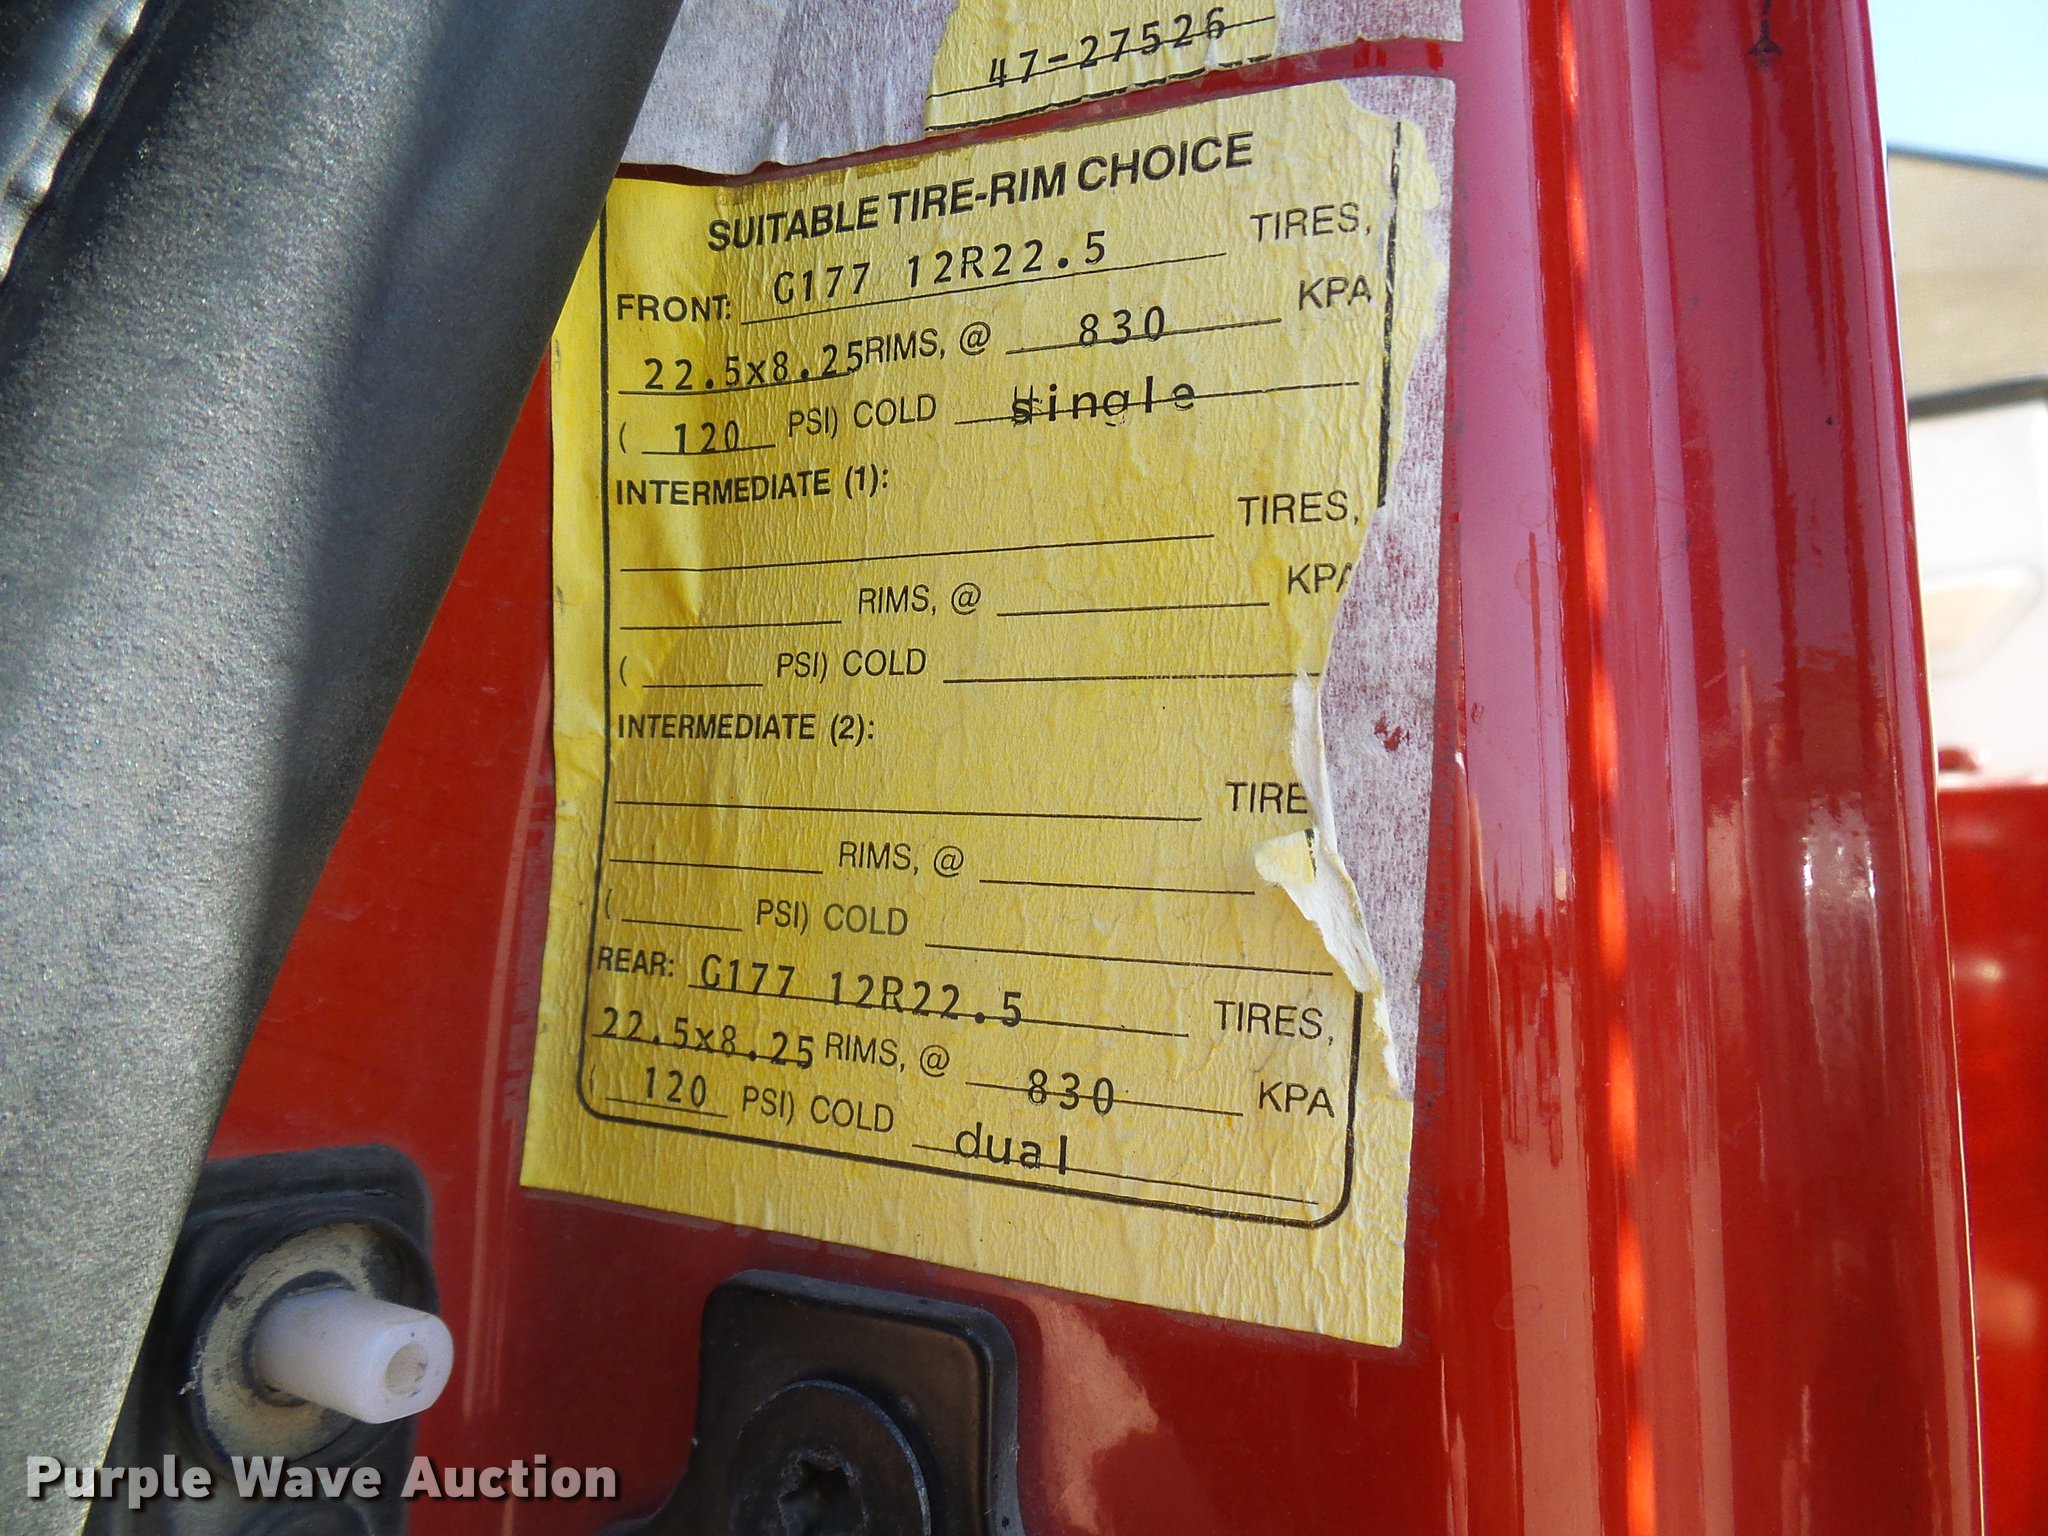 47-27526
SUITABLE TIRE-RIM CHOICE
FRONT: G177 12R22.5 TIRES,
22.5x8.25 RIMS, @ 830 KPA
( 120 PSI) COLD single
INTERMEDIATE (1):
TIRES,
RIMS, @ KPA
( PSI) COLD
INTERMEDIATE (2):
TIRE
RIMS, @
( PSI) COLD
REAR: G177 12R22.5 TIRES,
22.5x8.25 RIMS, @ 830 KPA
( 120 PSI) COLD dual
Purple Wave Auction